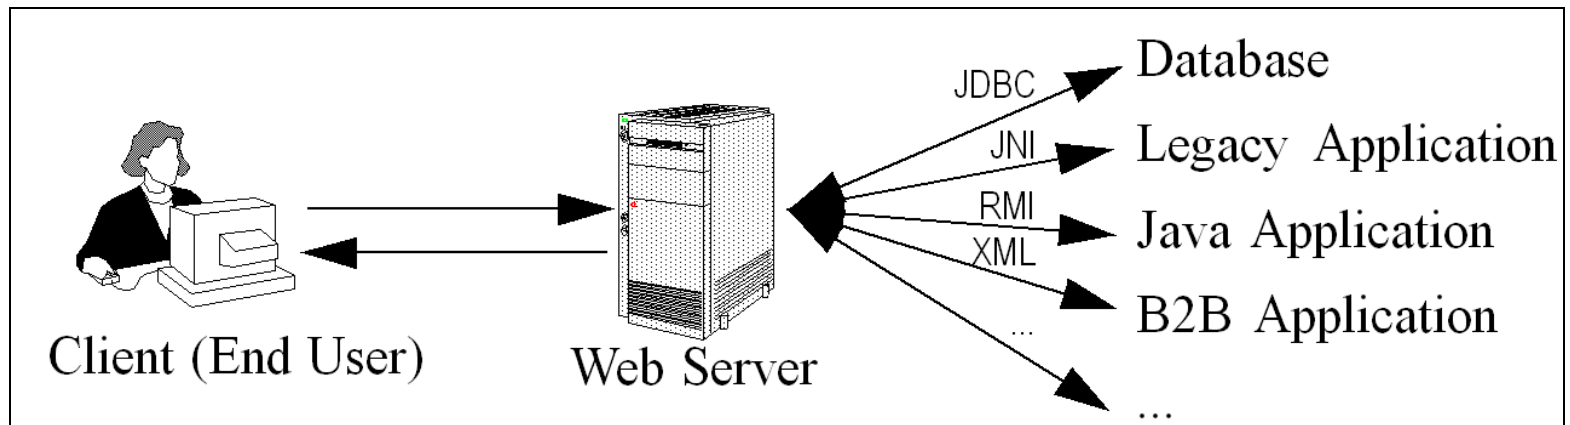 Client (End User)
Web Server
JDBC
Database
JNI
Legacy Application
RMI
Java Application
XML
B2B Application
...
...